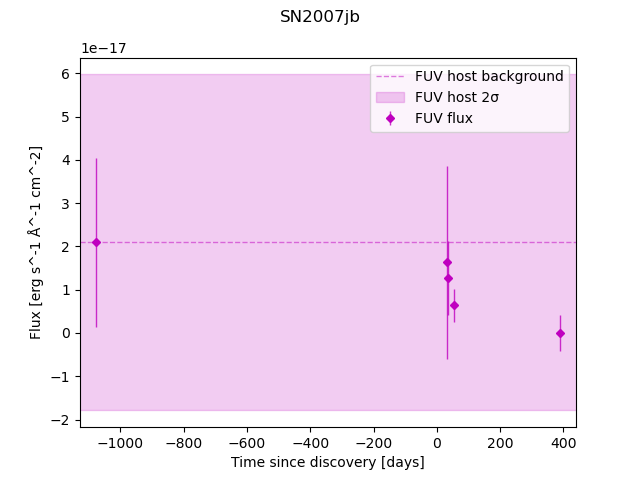 SN2007jb
1e−17
FUV host background
FUV host 2σ
FUV flux
6
5
4
3
2
1
0
−1
−2
Flux [erg s^-1 Å^-1 cm^-2]
−1000 −800 −600 −400 −200 0 200 400
Time since discovery [days]